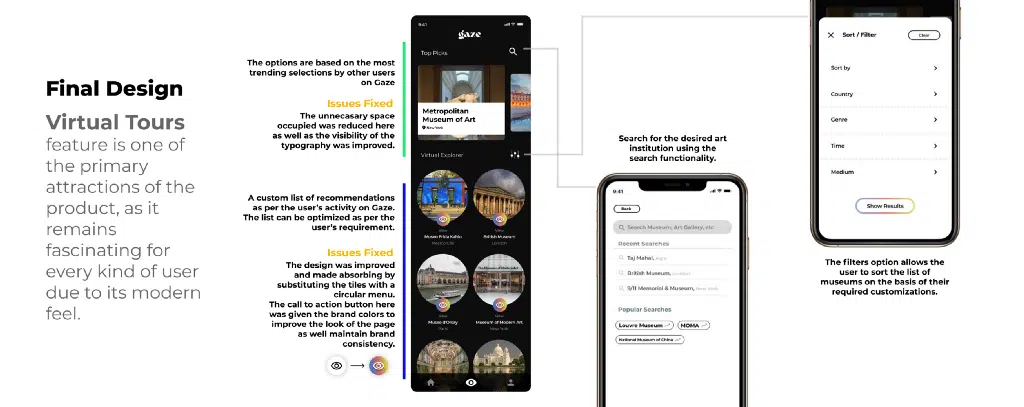 Final Design
Virtual Tours
feature is one of
the primary
attractions of the
product, as it
remains
fascinating for
every kind of user
due to its modern
feel.
The options are based on the most
trending selections by other users
on Gaze
Issues Fixed
The unnecasary space
occupied was reduced here
as well as the visibility of the
typography was improved.
A custom list of recommendations
as per the user's activity on Gaze.
The list can be optimized as per the
user's requirement.
Issues Fixed
The design was improved
and made absorbing by
substituting the tiles with a
circular menu.
The call to action button here
was given the brand colors to
improve the look of the page
as well maintain brand
consistency.
9:41
gaze
Top Picks
Metropolitan
Museum of Art
New York
Virtual Explorer
View
Museo Frida Kahlo
Mexico City
View
British Museum
London
View
Musee d'Orsay
Paris
View
Museum of Modern Art
New York
Search for the desired art
institution using the
search functionality.
9:41
Back
Search Museum, Art Gallery, etc
Recent Searches
Taj Mahal, Agra
British Museum, London
9/11 Memorial & Museum, New York
Popular Searches
Louvre Museum
MOMA
National Museum of China
Sort / Filter
Clear
Sort by
Country
Genre
Time
Medium
Show Results
The filters option allows the
user to sort the list of
museums on the basis of their
required customizations.